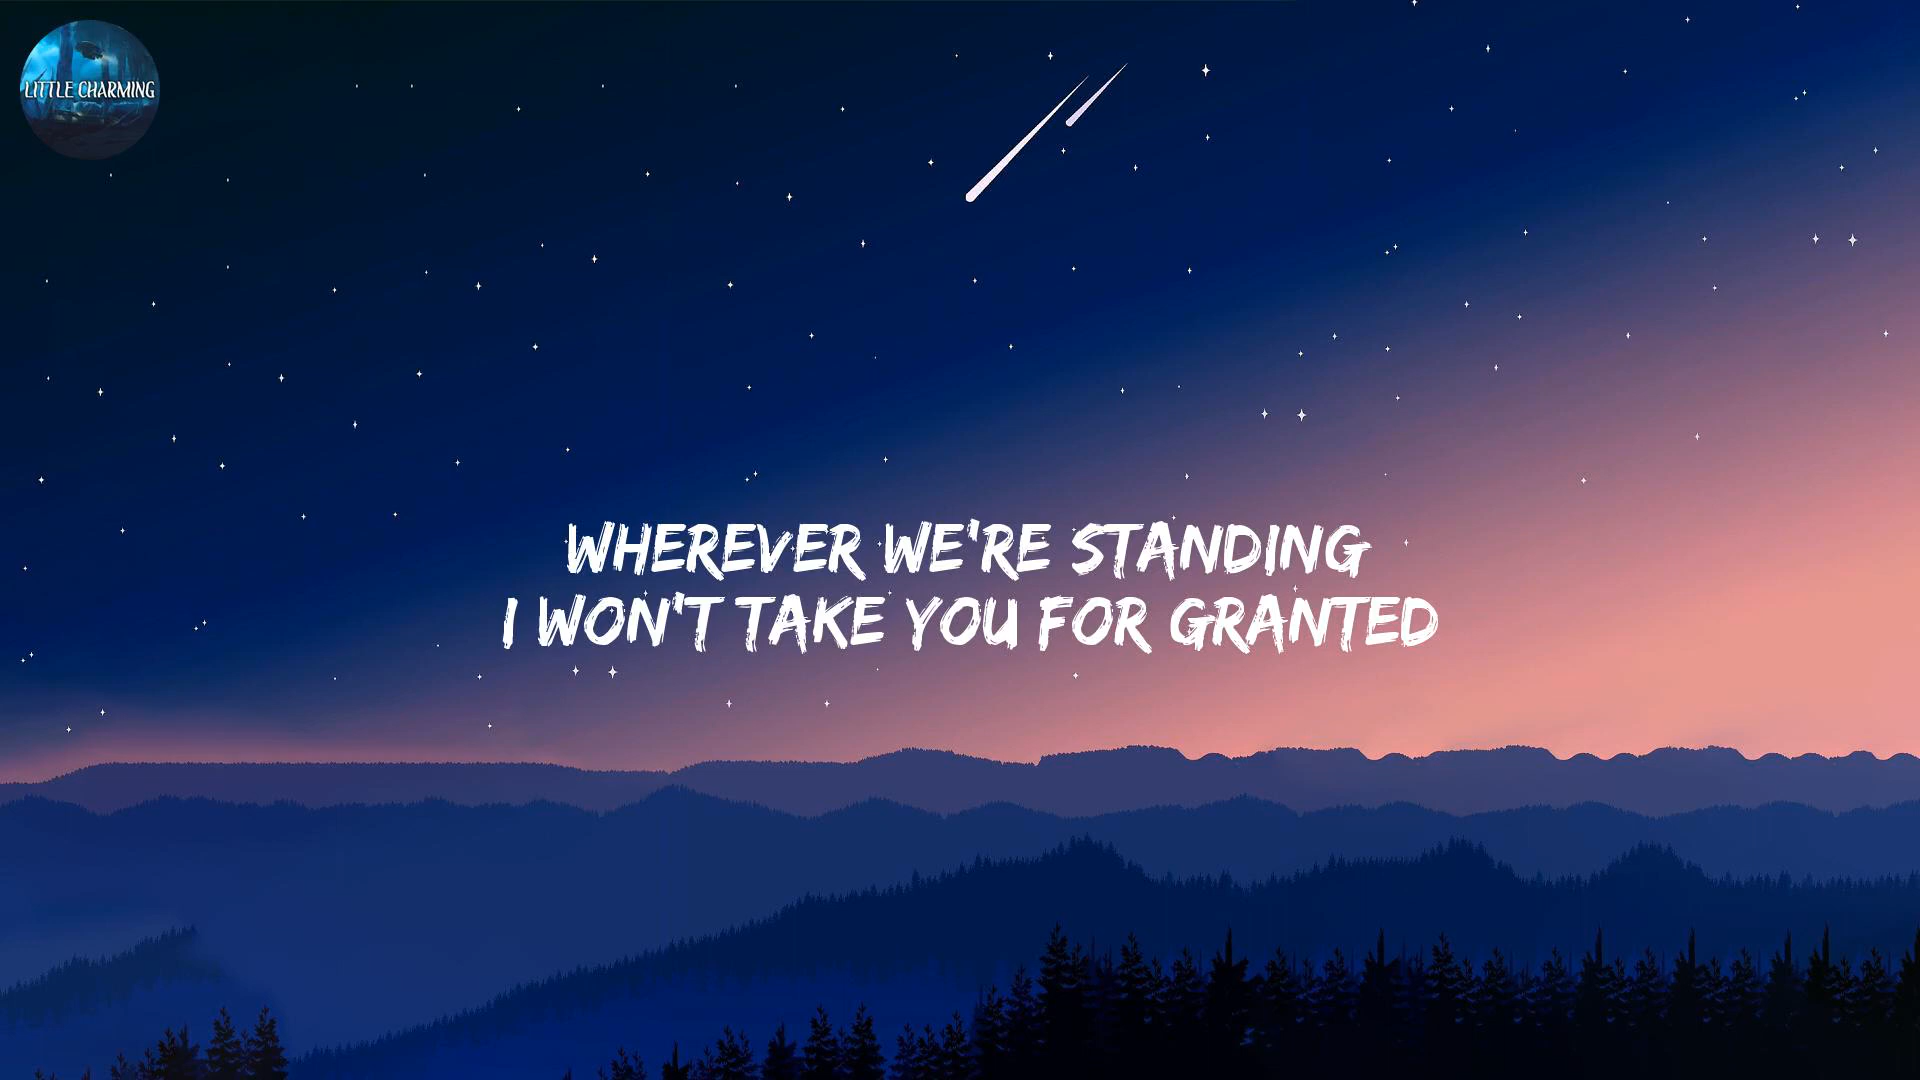 LITTLE CHARMING
WHEREVER WE'RE STANDING
I WON'T TAKE YOU FOR GRANTED